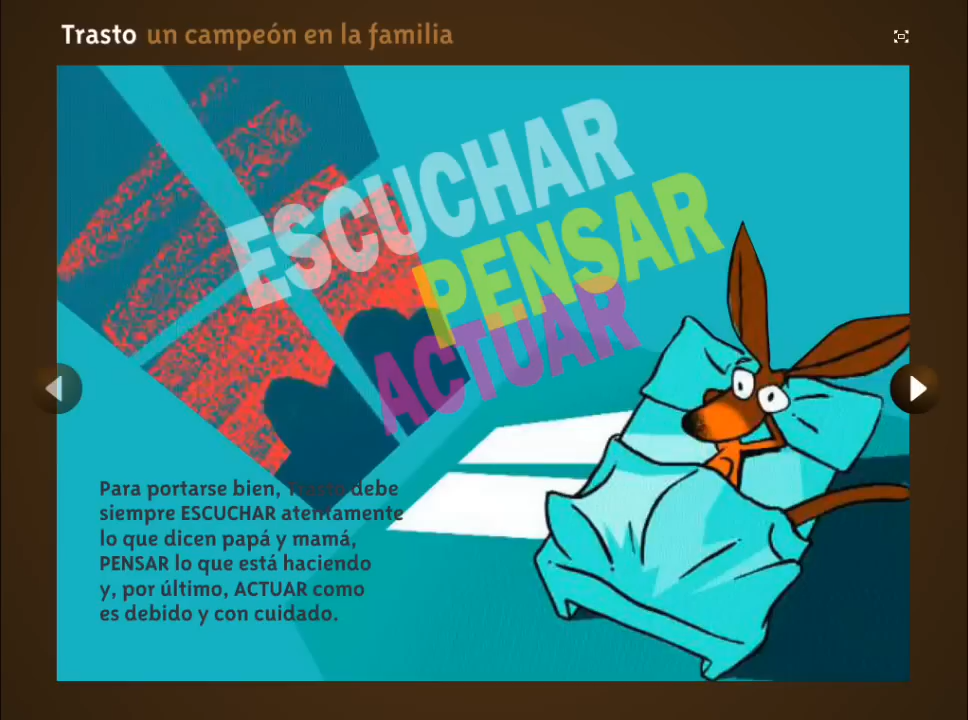 Trasto un campeón en la familia
ESCUCHAR
PENSAR
ACTUAR
Para portarse bien, Trasto debe
siempre ESCUCHAR atentamente
lo que dicen papá y mamá,
PENSAR lo que está haciendo
y, por último, ACTUAR como
es debido y con cuidado.